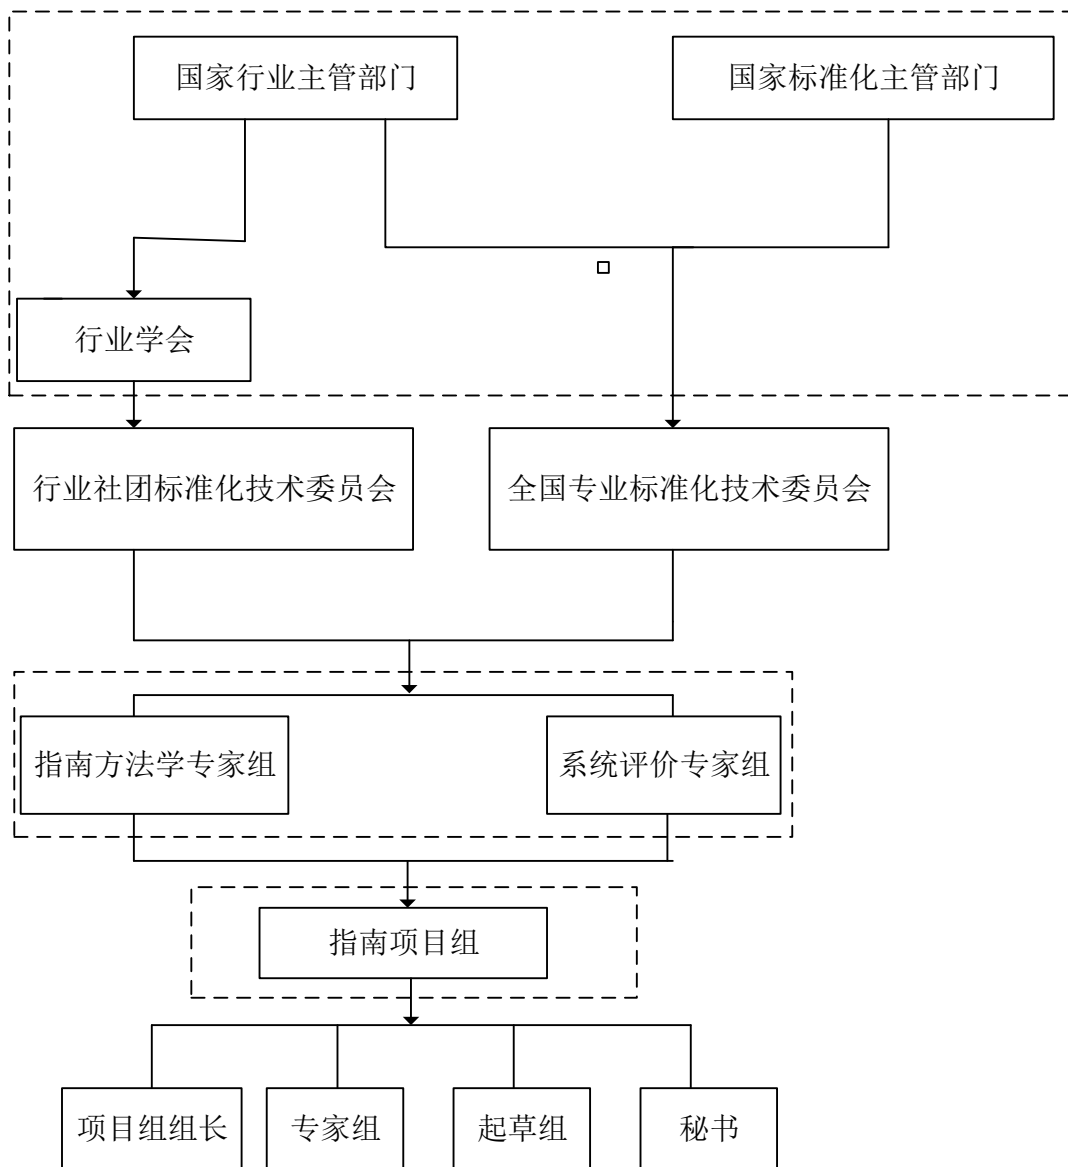 国家行业主管部门
国家标准化主管部门
行业学会
行业社团标准化技术委员会
全国专业标准化技术委员会
指南方法学专家组
系统评价专家组
指南项目组
项目组组长
专家组
起草组
秘书